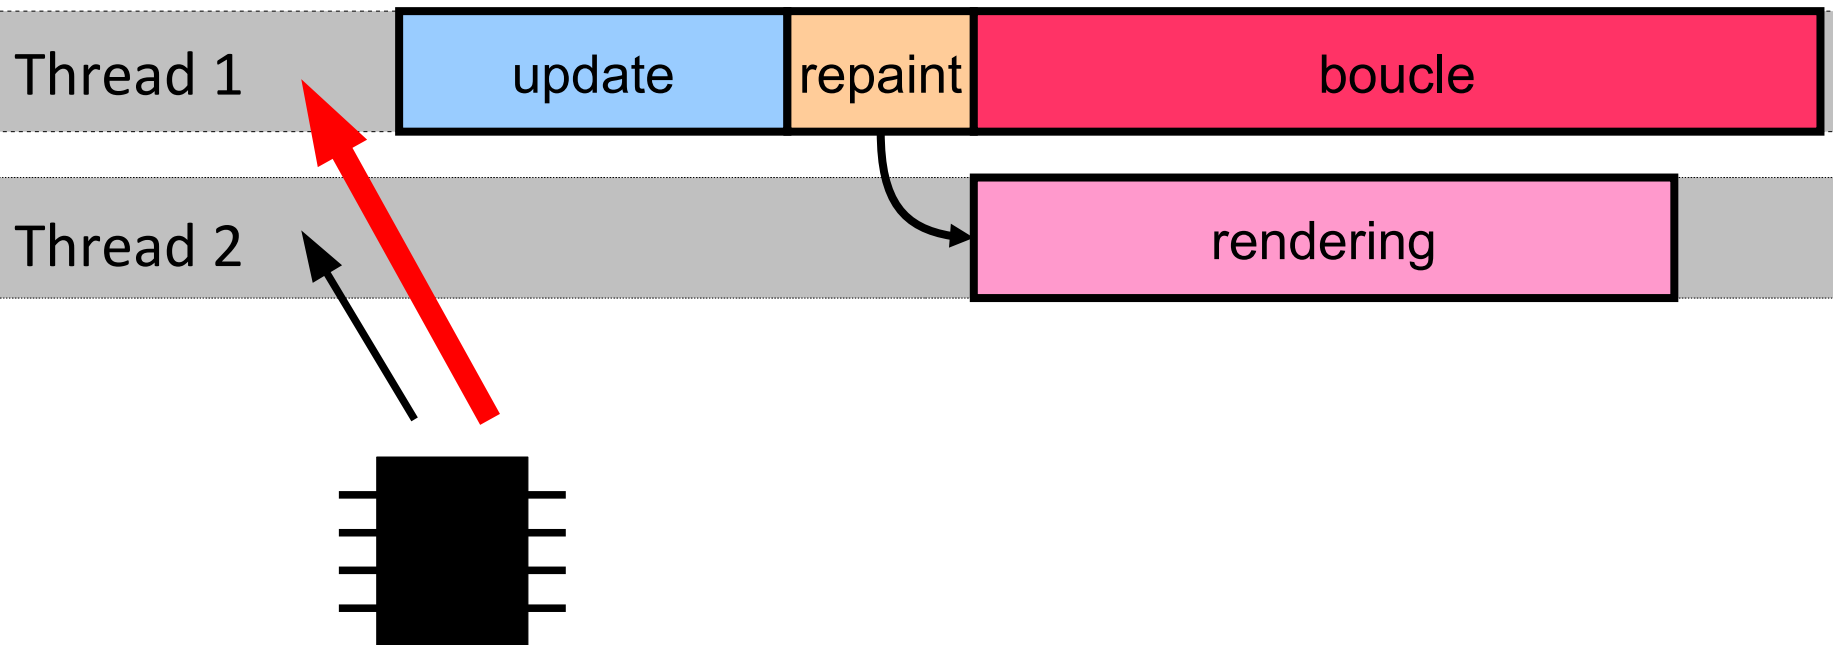 Thread 1
update
repaint
boucle
Thread 2
rendering